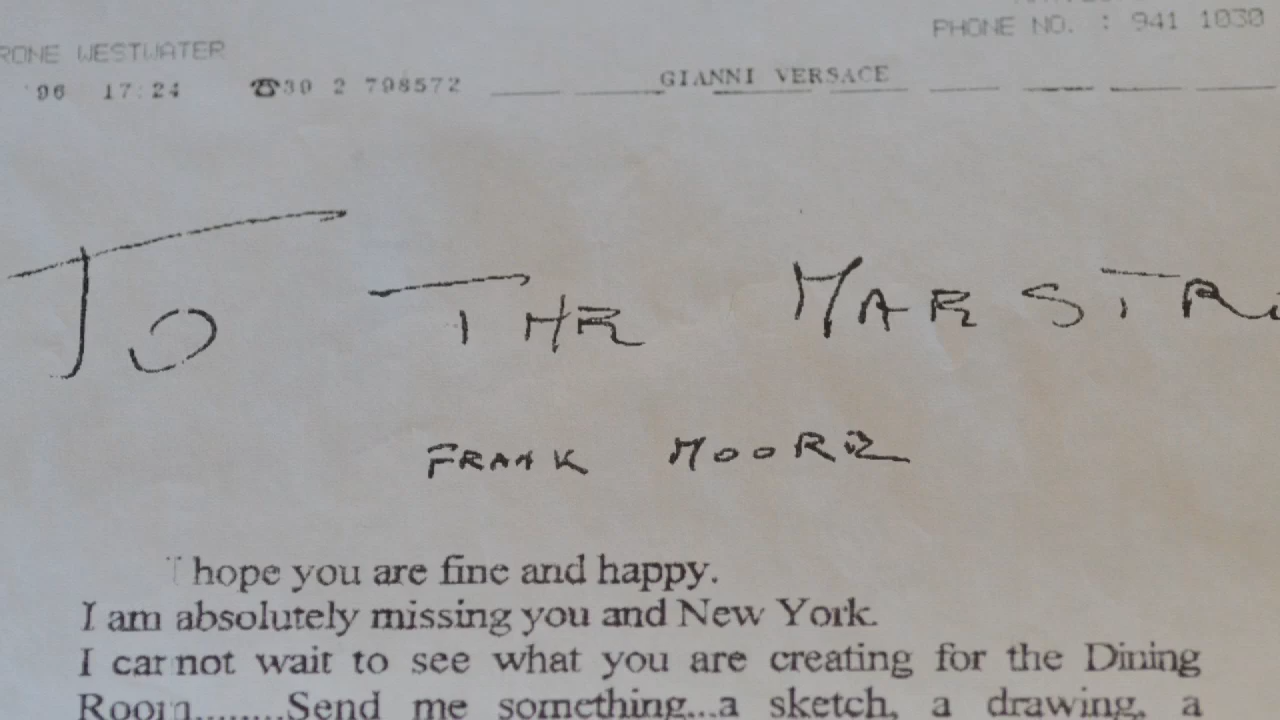 PHONE NO. : 941 1030
RONE WESTWATER
'96 17:24 ☎39 2 798572 GIANNI VERSACE
TO THE MAESTR
FRANK MOORE
I hope you are fine and happy.
I am absolutely missing you and New York.
I cannot wait to see what you are creating for the Dining
Room........Send me something...a sketch, a drawing, a